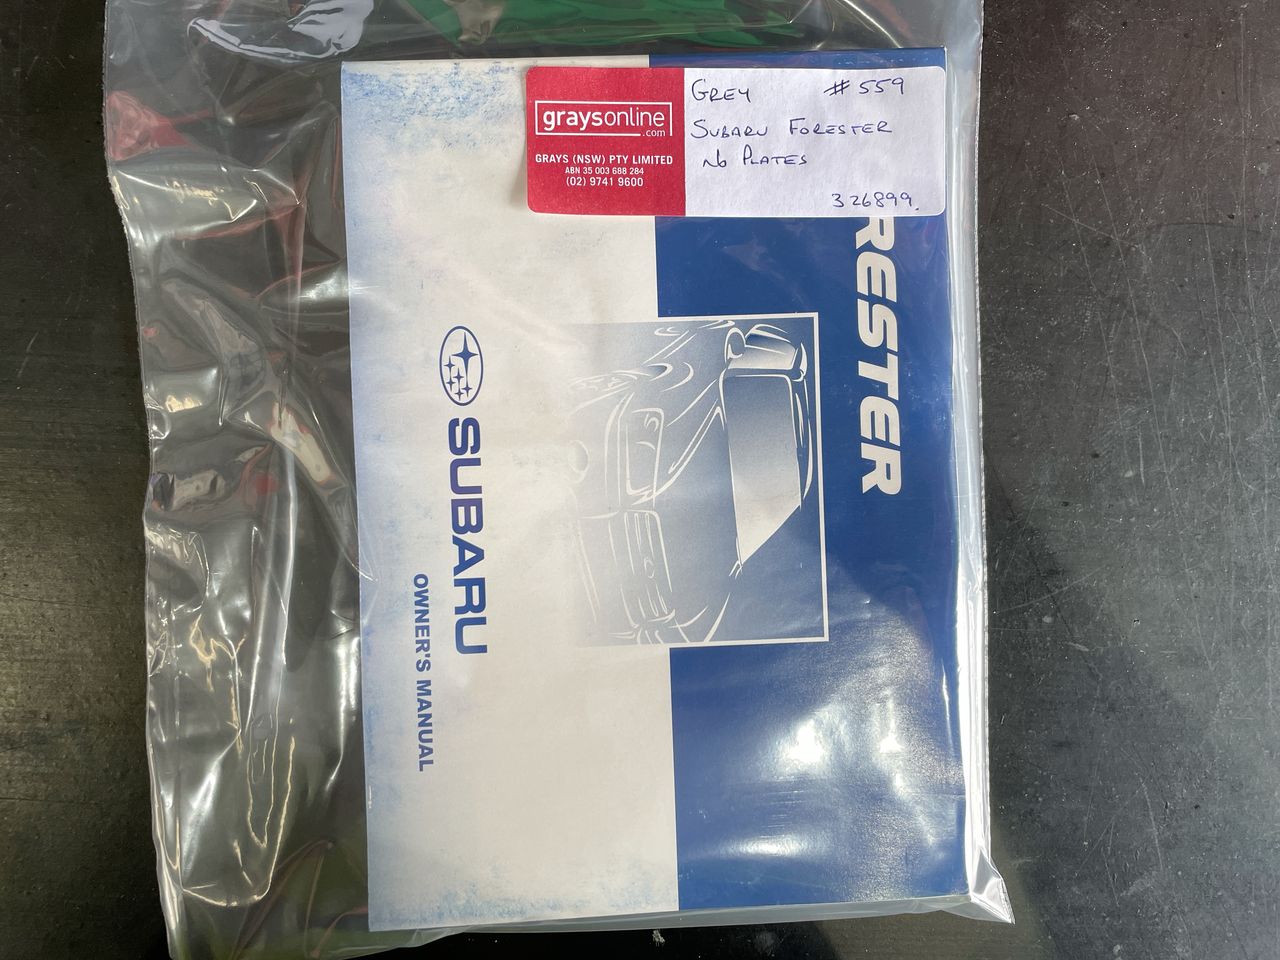 graysonline
.com
GRAYS (NSW) PTY LIMITED
ABN 35 003 688 284
(02) 9741 9600
GREY #559
SUBARU FORESTER
NO PLATES
326899.
RESTER
SUBARU
OWNER'S MANUAL